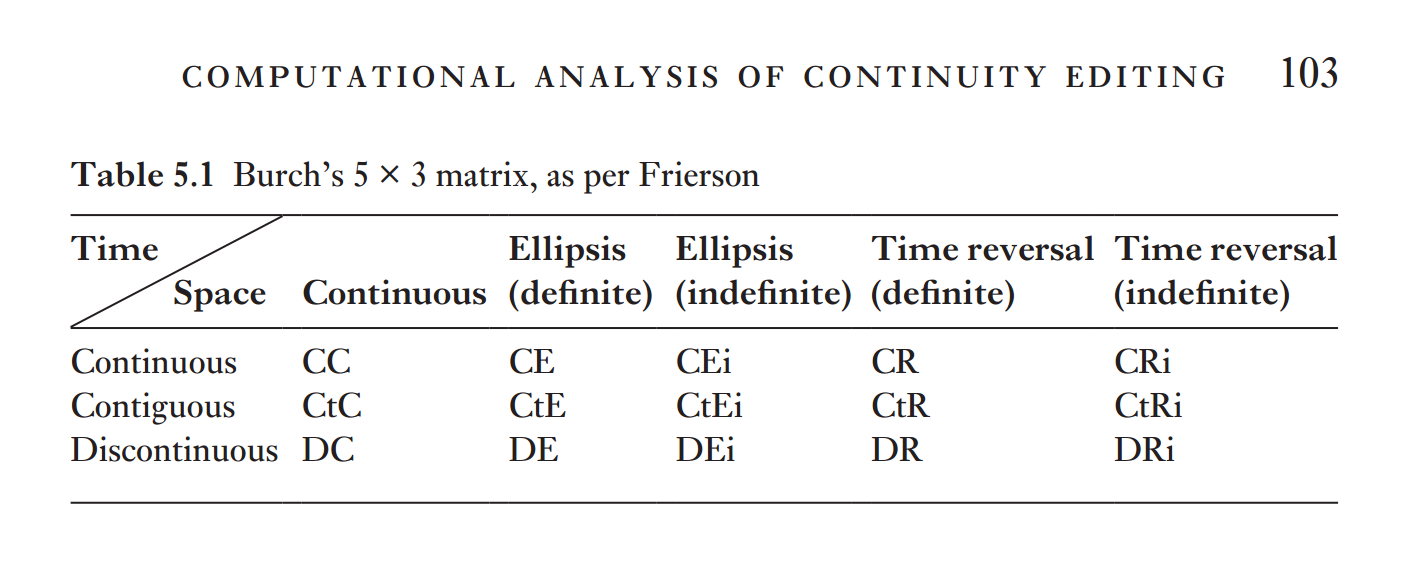 COMPUTATIONAL ANALYSIS OF CONTINUITY EDITING 103
Table 5.1 Burch’s 5 × 3 matrix, as per Frierson
Time Ellipsis Ellipsis Time reversal Time reversal
Space Continuous (definite) (indefinite) (definite) (indefinite)
Continuous CC CE CEi CR CRi
Contiguous CtC CtE CtEi CtR CtRi
Discontinuous DC DE DEi DR DRi